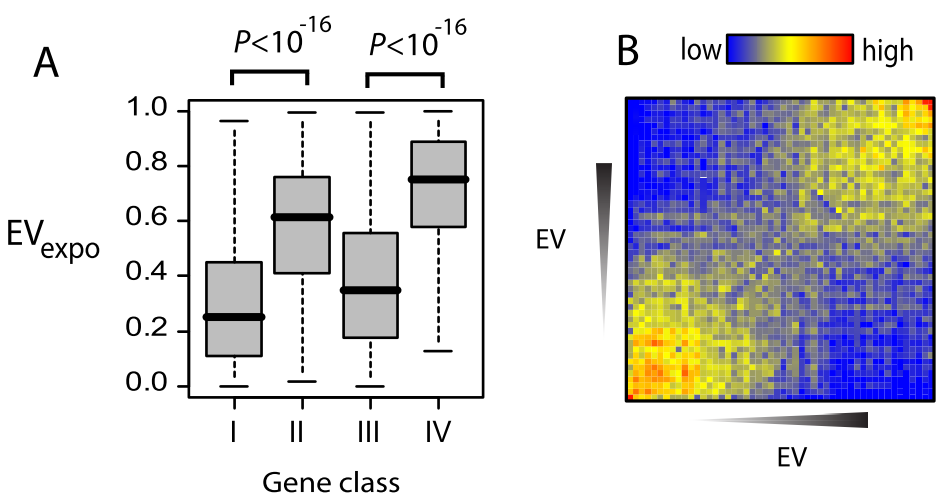 A
P<10⁻¹⁶ P<10⁻¹⁶
1.0
0.8
0.6
0.4
0.2
0.0
EVexpo
I II III IV
Gene class
B
low high
EV
EV